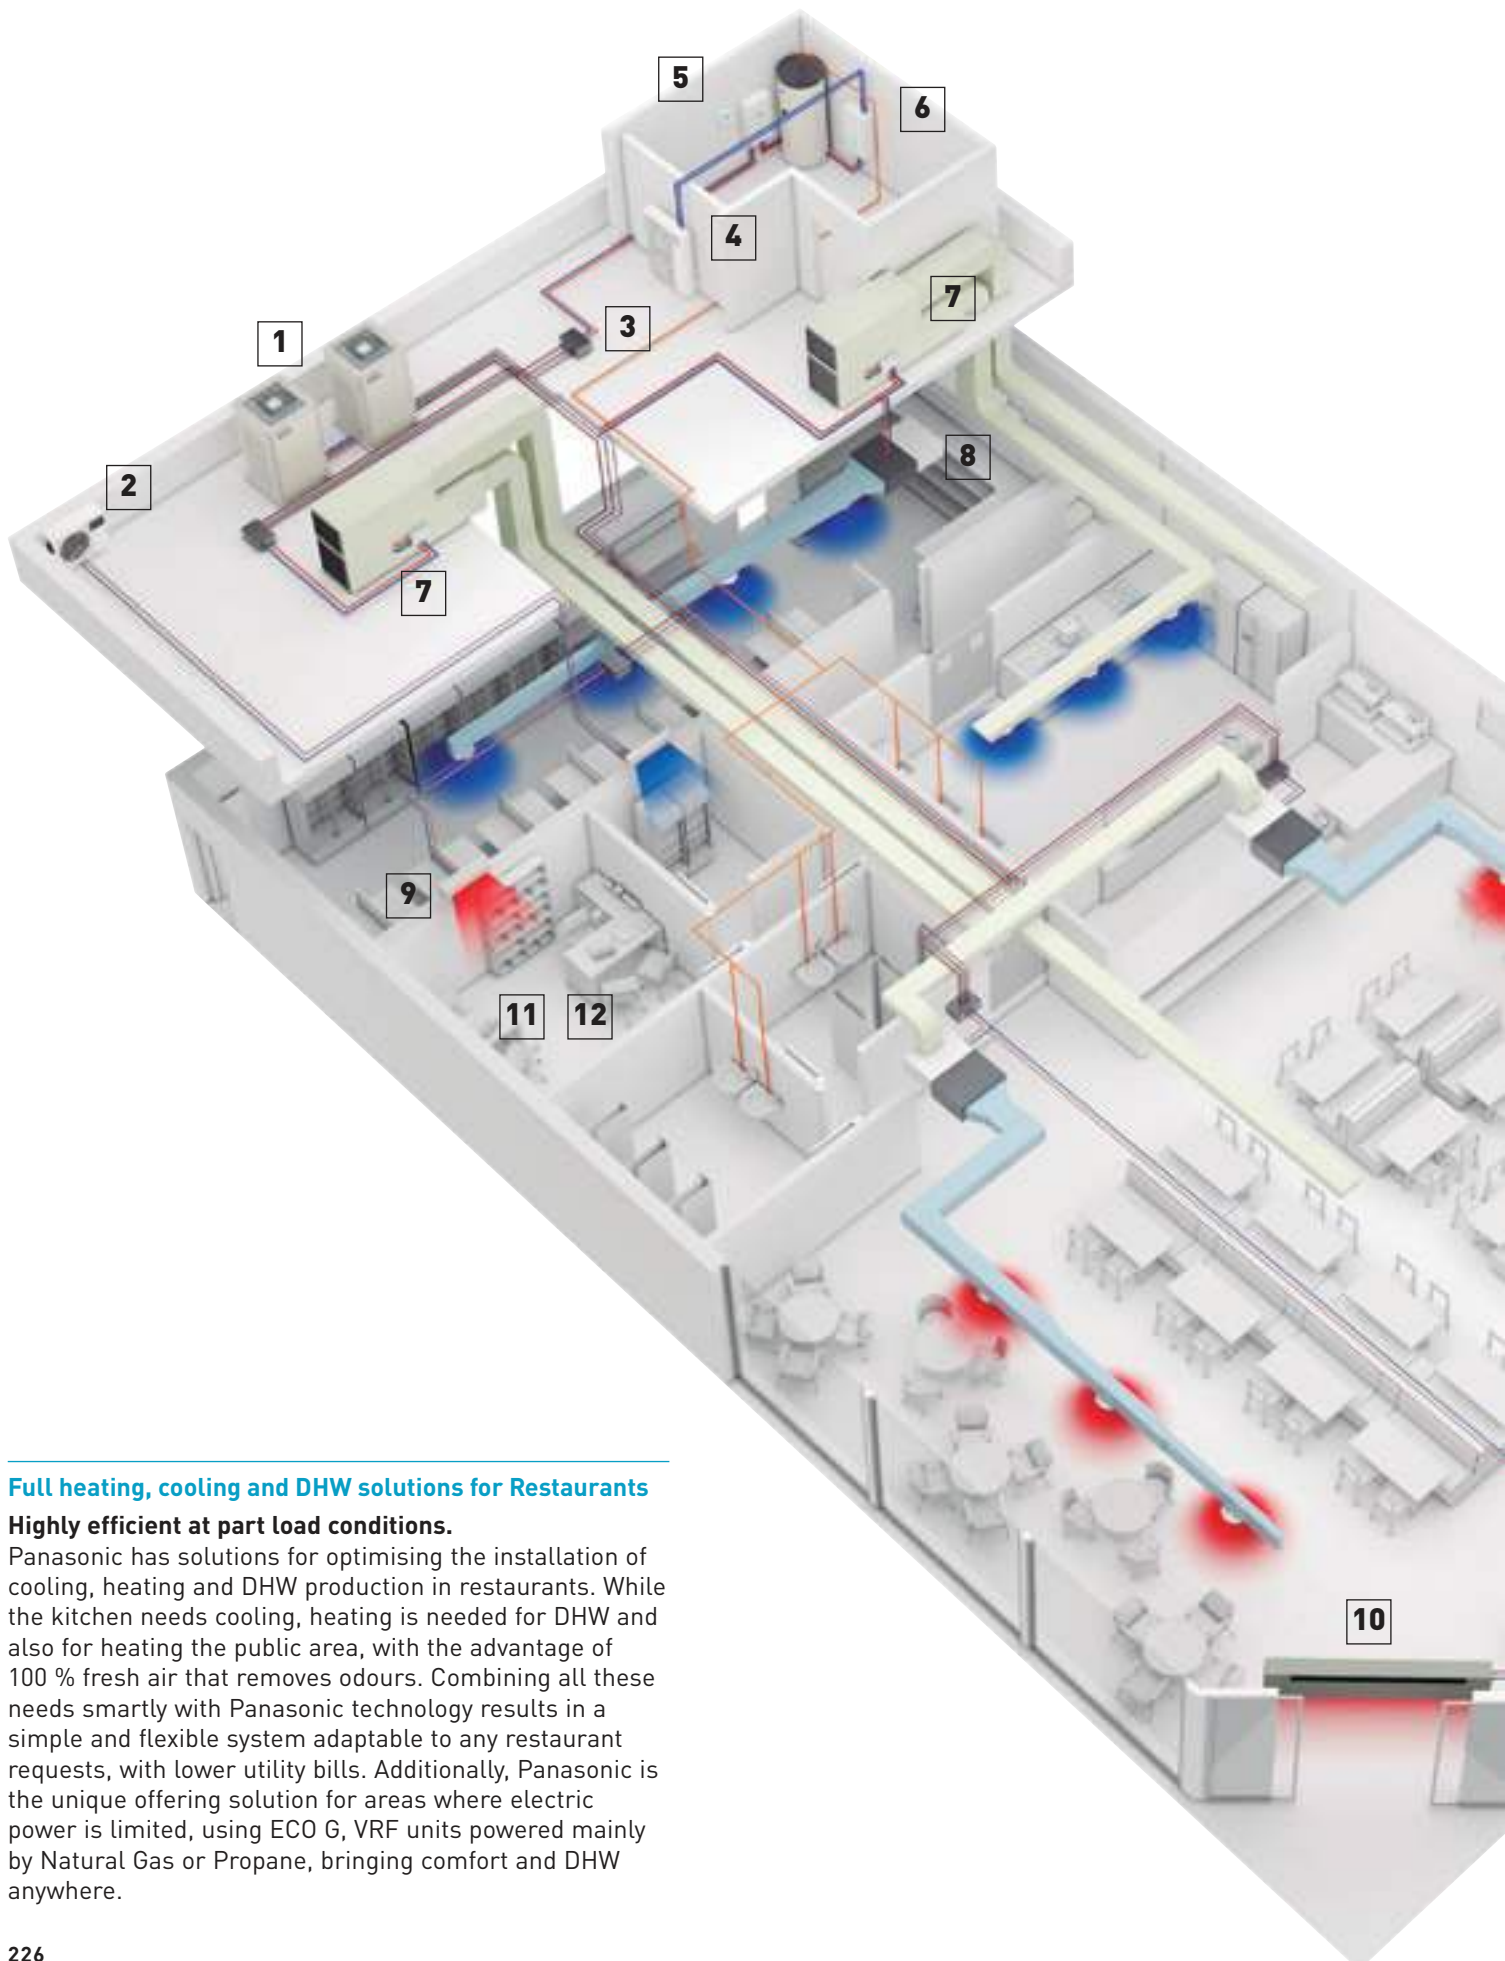 5
6
4
7
3
1
8
2
7
9
11 12
10
Full heating, cooling and DHW solutions for Restaurants
Highly efficient at part load conditions.
Panasonic has solutions for optimising the installation of
cooling, heating and DHW production in restaurants. While
the kitchen needs cooling, heating is needed for DHW and
also for heating the public area, with the advantage of
100 % fresh air that removes odours. Combining all these
needs smartly with Panasonic technology results in a
simple and flexible system adaptable to any restaurant
requests, with lower utility bills. Additionally, Panasonic is
the unique offering solution for areas where electric
power is limited, using ECO G, VRF units powered mainly
by Natural Gas or Propane, bringing comfort and DHW
anywhere.
226